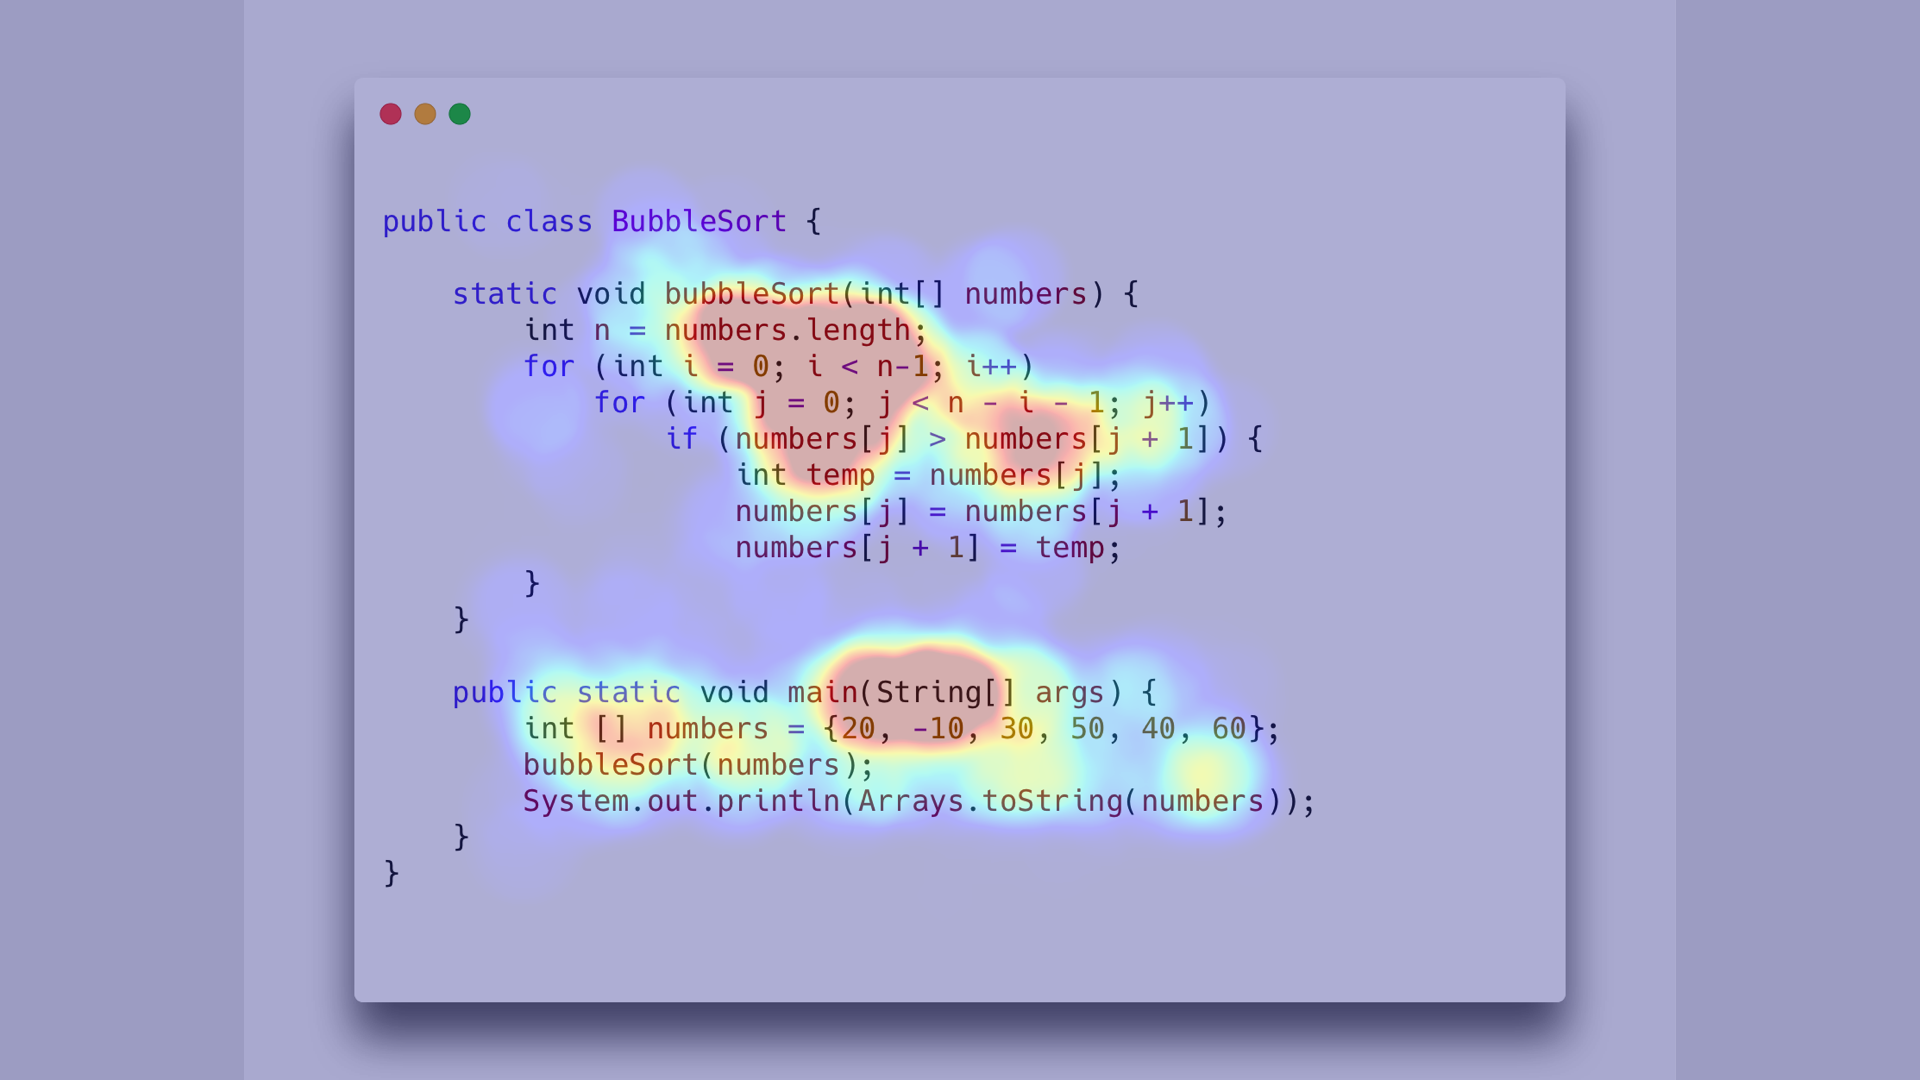 public class BubbleSort {
static void bubbleSort(int[] numbers) {
int n = numbers.length;
for (int i = 0; i < n-1; i++)
for (int j = 0; j < n - i - 1; j++)
if (numbers[j] > numbers[j + 1]) {
int temp = numbers[j];
numbers[j] = numbers[j + 1];
numbers[j + 1] = temp;
}
}
public static void main(String[] args) {
int [] numbers = {20, -10, 30, 50, 40, 60};
bubbleSort(numbers);
System.out.println(Arrays.toString(numbers));
}
}